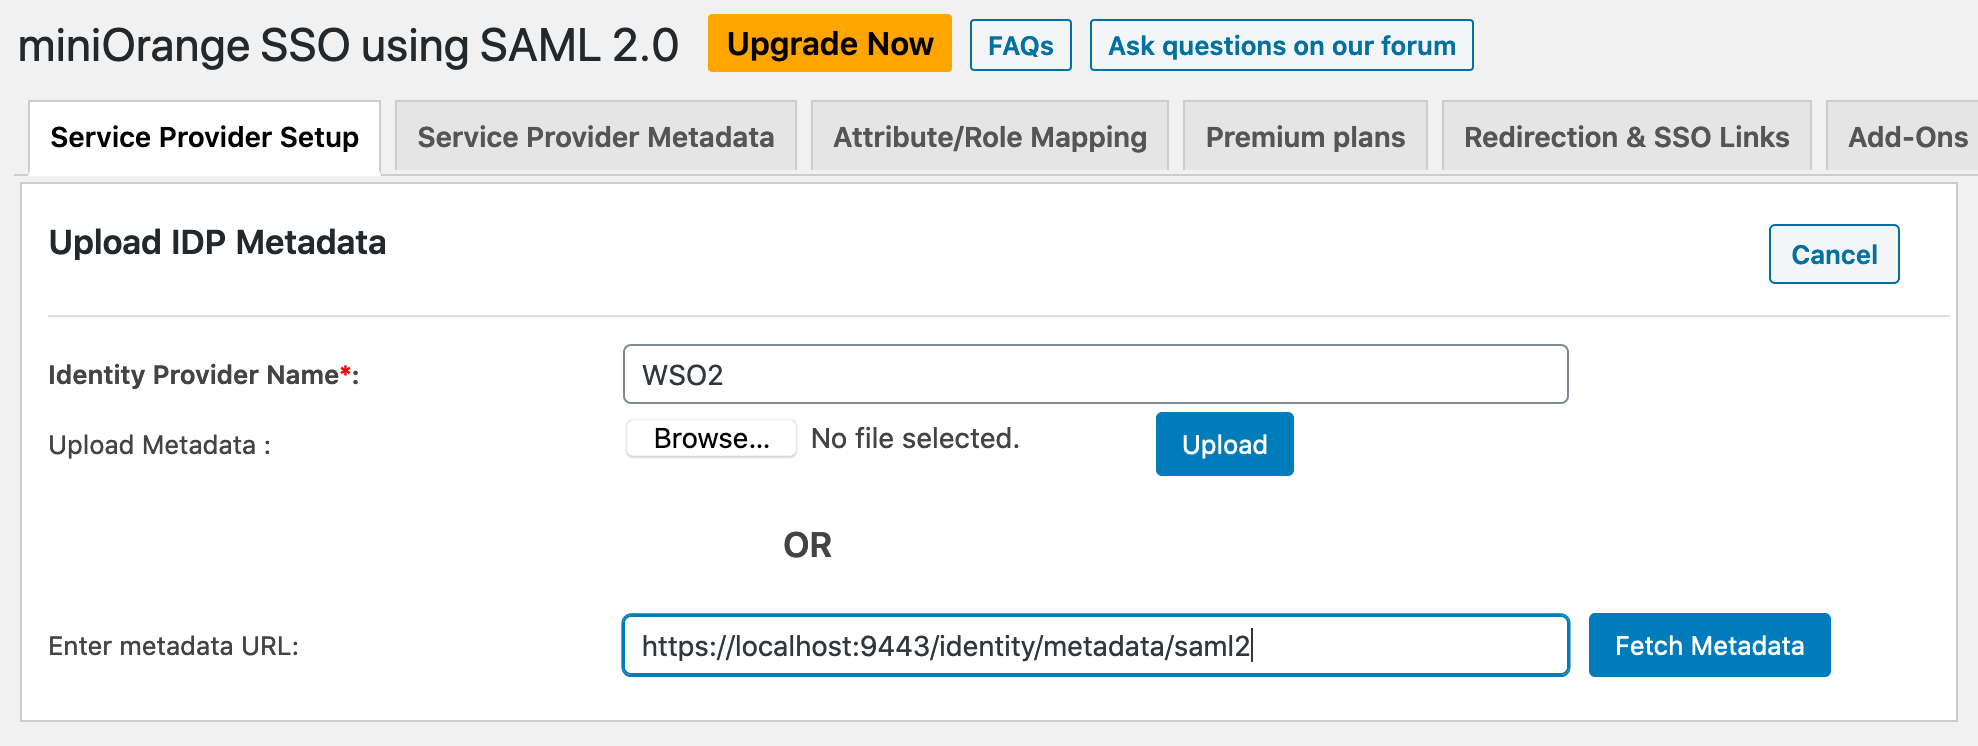 miniOrange SSO using SAML 2.0 Upgrade Now FAQs Ask questions on our forum
Service Provider Setup Service Provider Metadata Attribute/Role Mapping Premium plans Redirection & SSO Links Add-Ons
Upload IDP Metadata
Cancel
Identity Provider Name*: WSO2
Upload Metadata : Browse... No file selected. Upload
OR
Enter metadata URL: https://localhost:9443/identity/metadata/saml2 Fetch Metadata